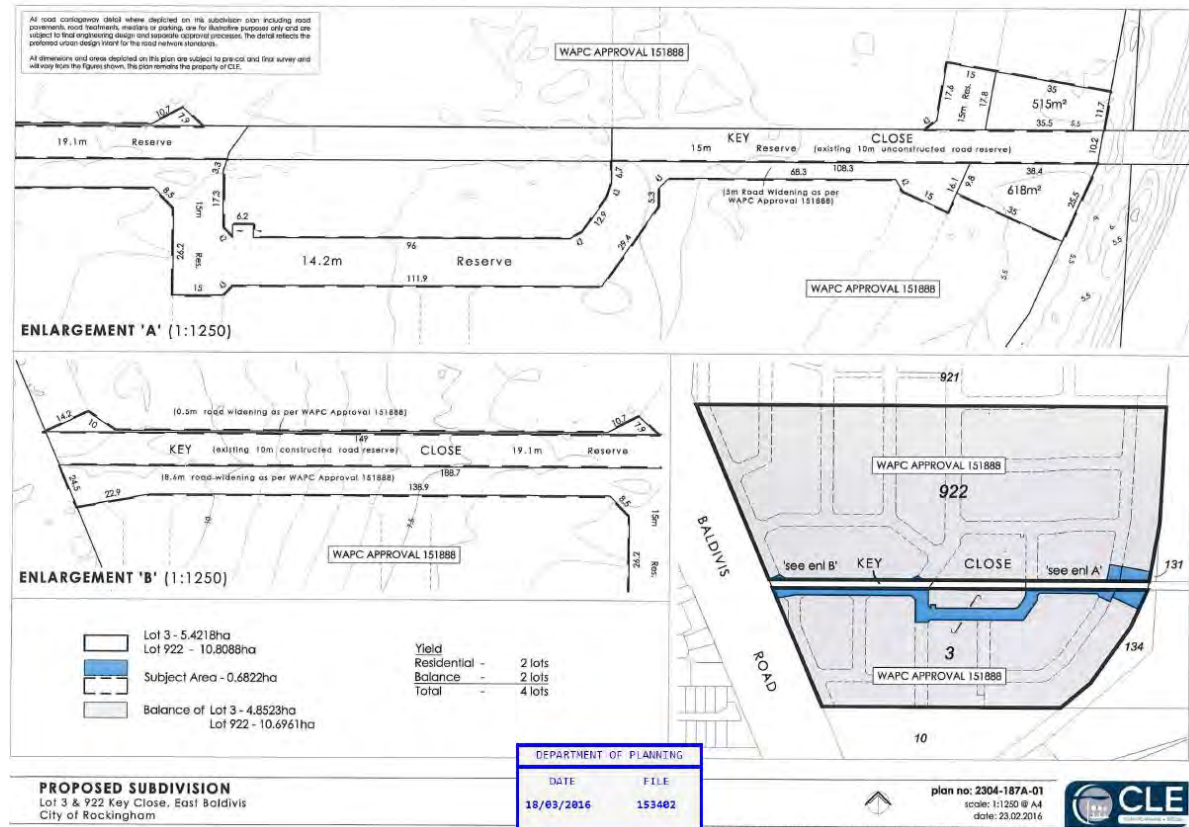 All road carriageway detail where depicted on this subdivision plan including road
pavements, road treatments, medians or parking, are for illustrative purposes only and are
subject to final engineering design and separate approval processes. The detail reflects the
preferred urban design intent for the road network standards.
All dimensions and areas depicted on this plan are subject to pre-cal and final survey and
will vary from the figures shown. This plan remains the property of CLE.
WAPC APPROVAL 151888
10.7
7.9
19.1m Reserve
3.3
8.5
15m
Res.
17.3
6.2
26.2
15
96
14.2m Reserve
111.9
6.7
12.9
5.3
29.4
KEY CLOSE
15m Reserve (existing 10m unconstructed road reserve)
68.3
108.3
(5m Road Widening as per
WAPC APPROVAL 151888)
15
17.6
15m Res.
17.8
35
515m²
11.7
35.5
5.5
10.2
38.4
15
16.1
9.8
618m²
35
25.5
5.5
5.5
5.5
5.5
WAPC APPROVAL 151888
ENLARGEMENT 'A' (1:1250)
14.2
10
(0.5m road widening as per WAPC Approval 151888)
149
10.7
7.9
KEY (existing 10m constructed road reserve) CLOSE 19.1m Reserve
188.7
(8.6m road widening as per WAPC Approval 151888)
138.9
24.5
22.9
10
7.5
8.5
15m
Res.
26.2
WAPC APPROVAL 151888
ENLARGEMENT 'B' (1:1250)
921
WAPC APPROVAL 151888
922
BALDIVIS
ROAD
'see enl B' KEY CLOSE 'see enl A'
131
3
134
WAPC APPROVAL 151888
10
Lot 3 - 5.4218ha
Lot 922 - 10.8088ha
Subject Area - 0.6822ha
Balance of Lot 3 - 4.8523ha
Lot 922 - 10.6961ha
Yield
Residential - 2 lots
Balance - 2 lots
Total - 4 lots
DEPARTMENT OF PLANNING
DATE FILE
18/03/2016 153402
PROPOSED SUBDIVISION
Lot 3 & 922 Key Close, East Baldivis
City of Rockingham
plan no: 2304-187A-01
scale: 1:1250 @ A4
date: 23.02.2016
CLE